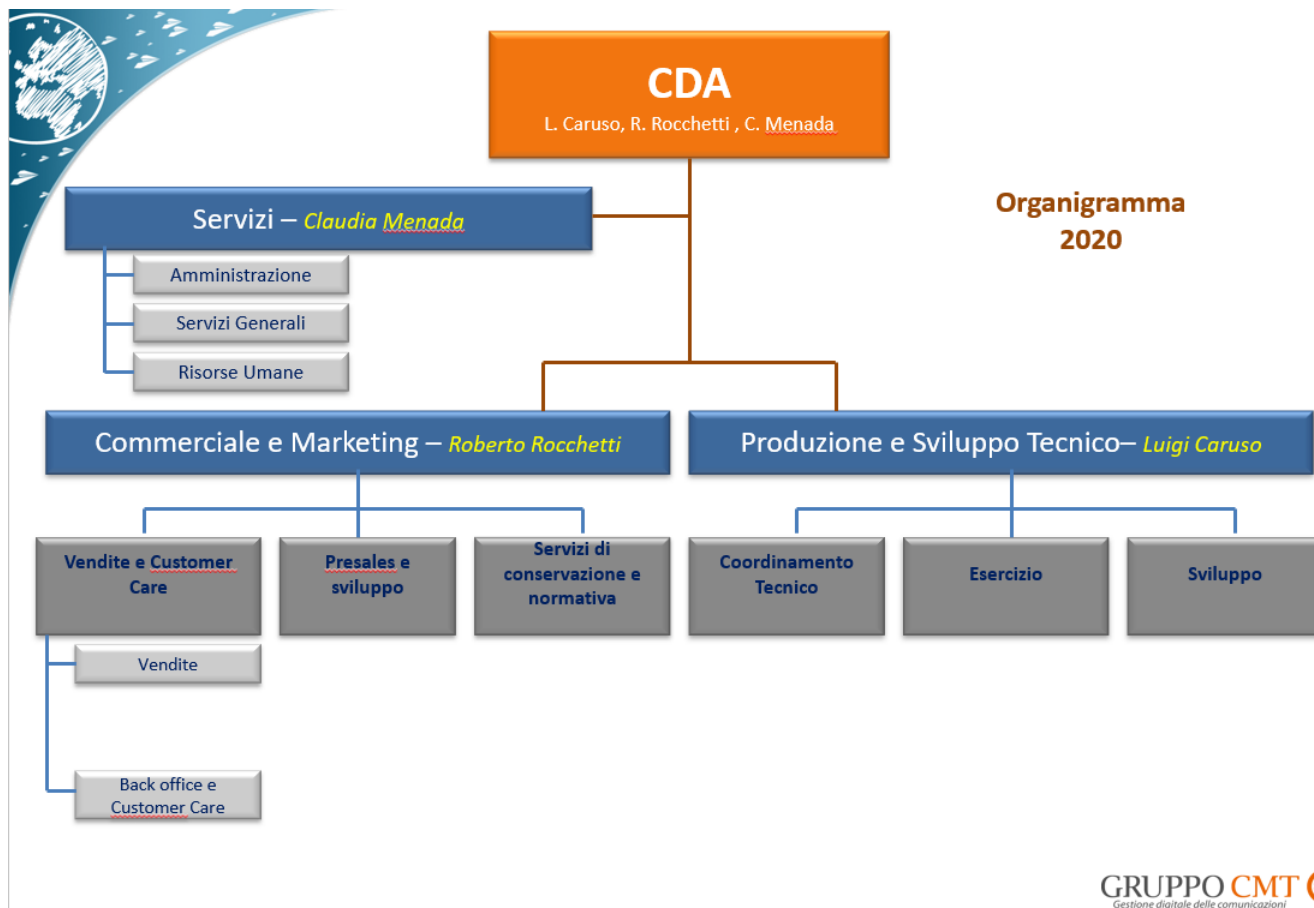 CDA
L. Caruso, R. Rocchetti , C. Menada
Organigramma
2020
Servizi – Claudia Menada
Amministrazione
Servizi Generali
Risorse Umane
Commerciale e Marketing – Roberto Rocchetti
Produzione e Sviluppo Tecnico– Luigi Caruso
Vendite e Customer
Care
Presales e
sviluppo
Servizi di
conservazione e
normativa
Coordinamento
Tecnico
Esercizio
Sviluppo
Vendite
Back office e
Customer Care
GRUPPO CMT
Gestione digitale delle comunicazioni